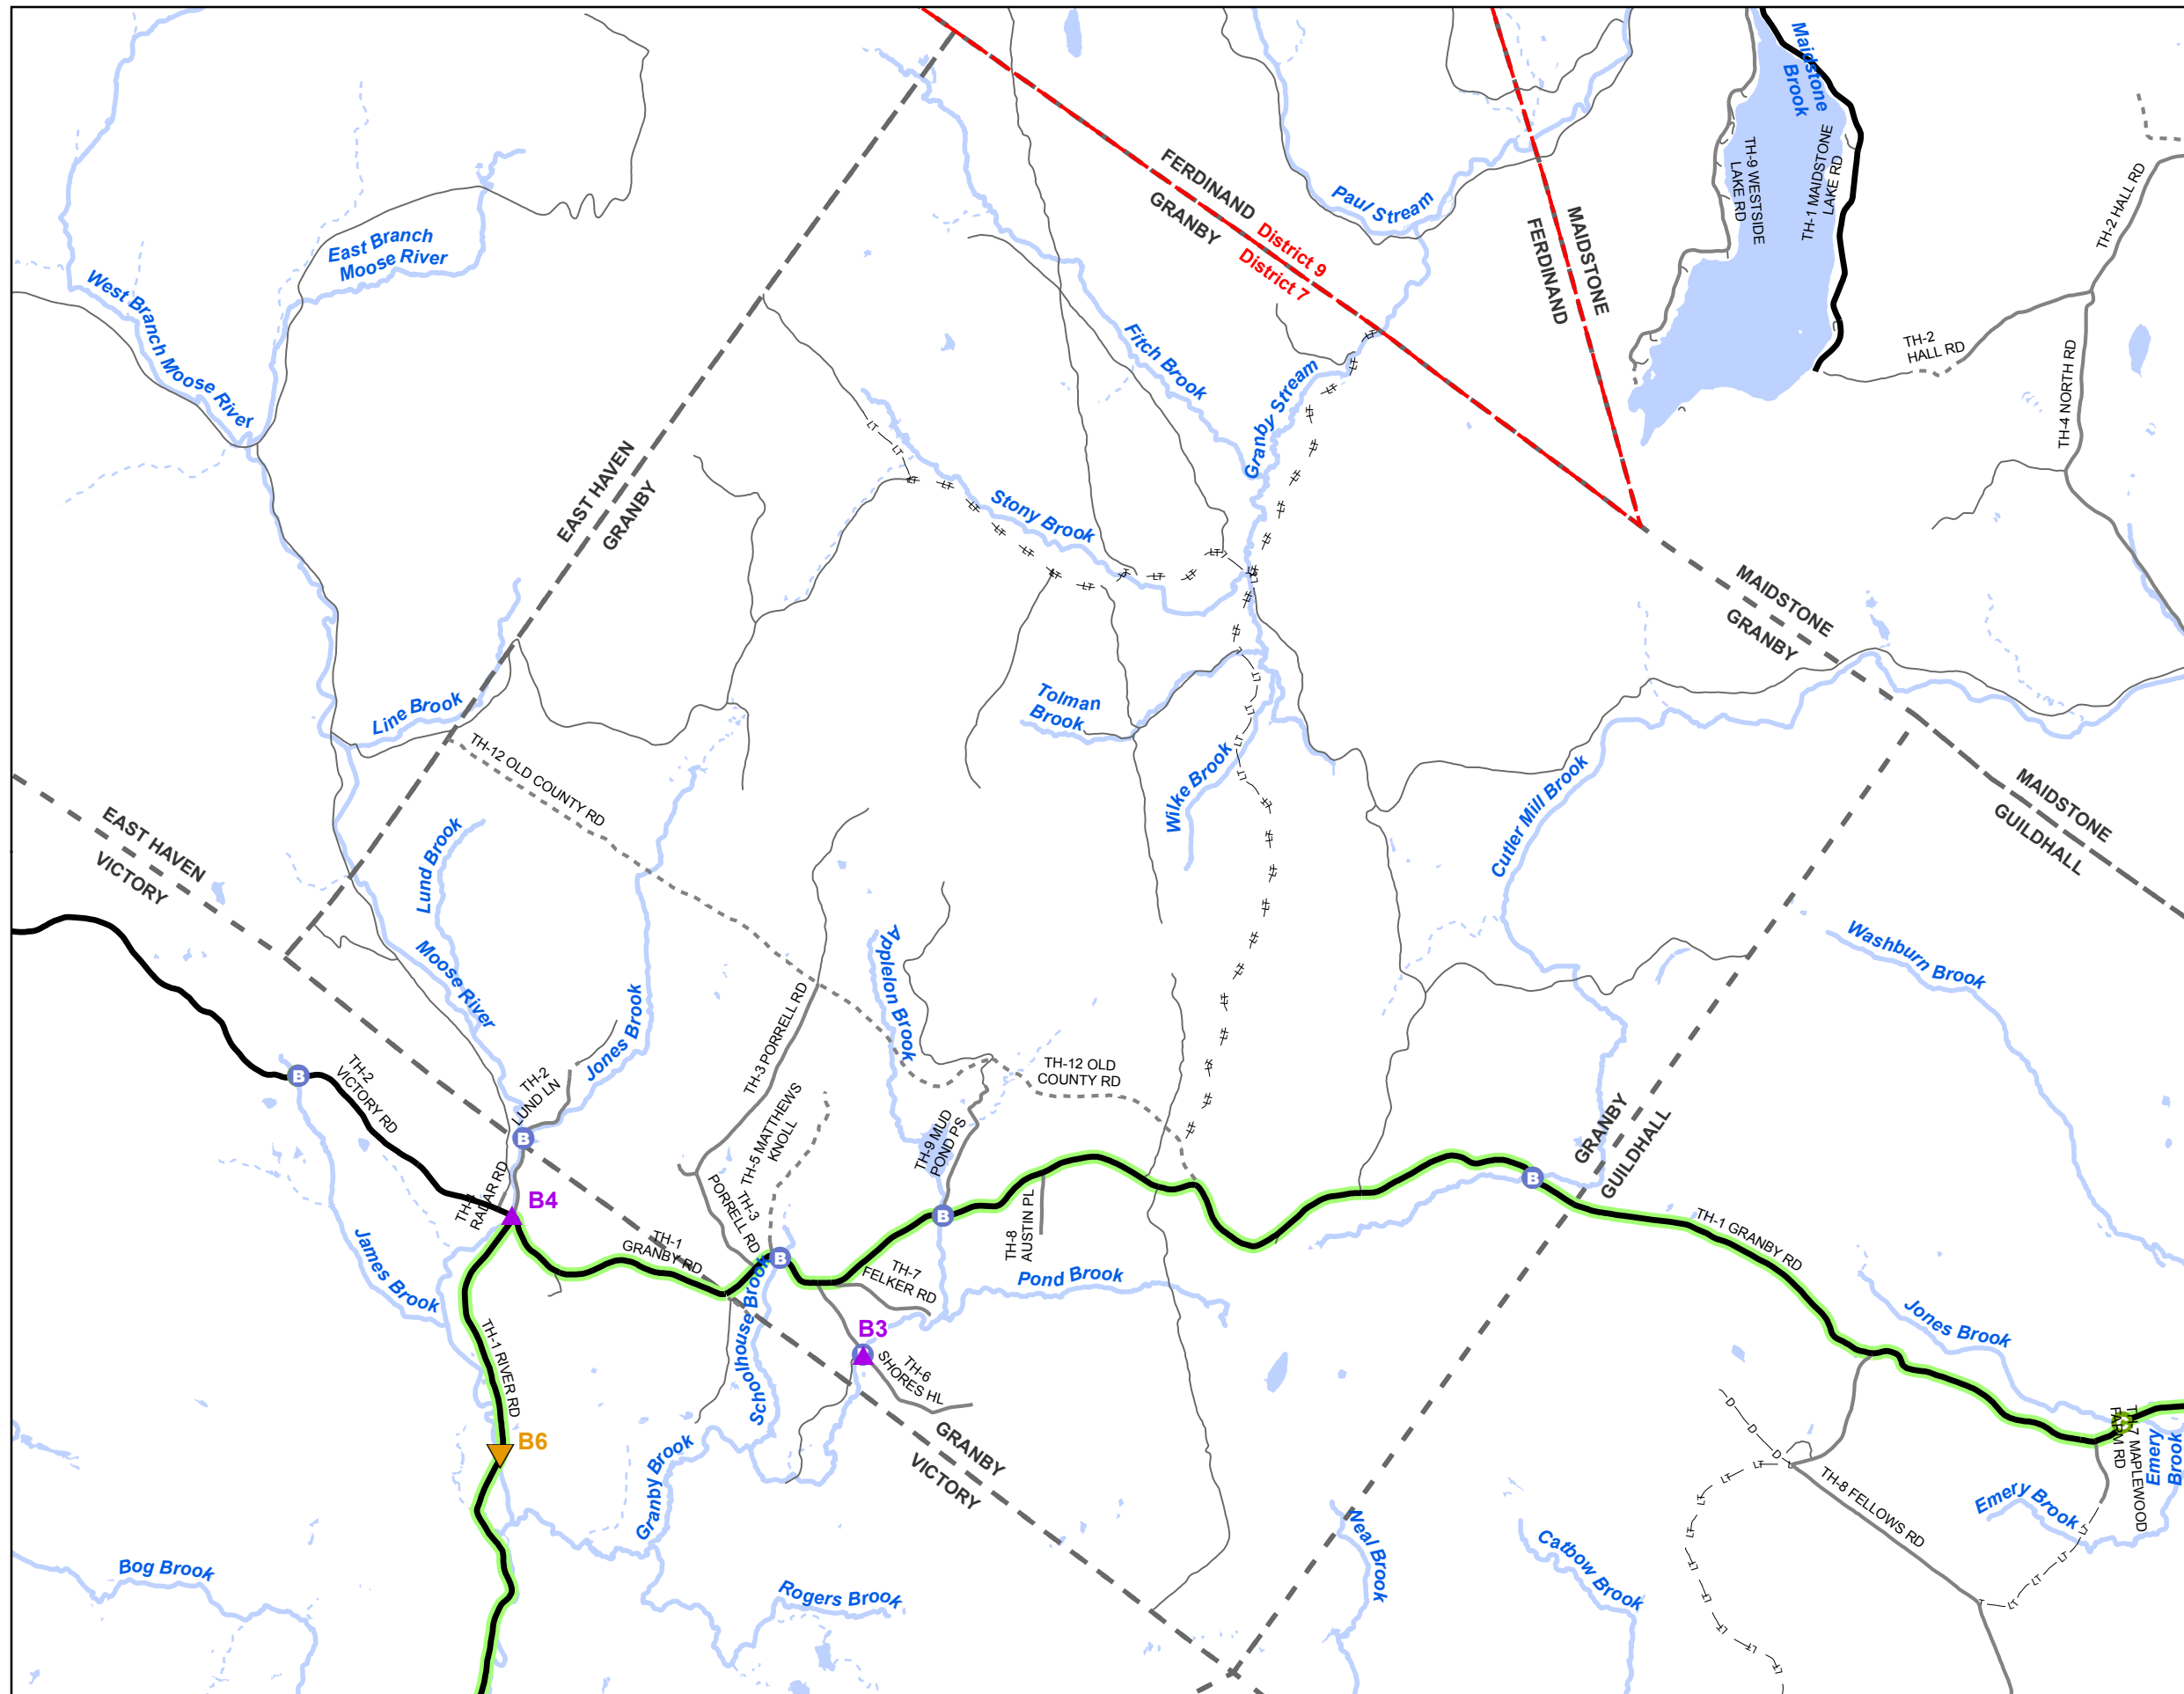 Maidstone
Brook
TH-9 WESTSIDE
LAKE RD
TH-1 MAIDSTONE
LAKE RD
TH-2 HALL RD
FERDINAND
GRANBY
District 9
District 7
Paul Stream
MAIDSTONE
FERDINAND
East Branch
Moose River
West Branch Moose River
Fitch Brook
Granby Stream
TH-2
HALL RD
TH-4 NORTH RD
EAST HAVEN
GRANBY
Stony Brook
MAIDSTONE
GRANBY
Line Brook
Tolman
Brook
TH-12 OLD COUNTY RD
Wilke Brook
Cutler Mill Brook
MAIDSTONE
GUILDHALL
EAST HAVEN
VICTORY
Lund Brook
Moose River
Jones Brook
Applelon Brook
Washburn Brook
TH-3 PORRELL RD
TH-2
VICTORY RD
B
TH-2
LUND LN
B
TH-12 OLD
COUNTY RD
TH-5 MATTHEWS
KNOLL
TH-9 MUD
POND PS
GRANBY
GUILDHALL
RADAR RD
B4
TH-3
PORRELL RD
B
B
TH-8
AUSTIN PL
TH-1
GRANBY RD
B
TH-1 GRANBY RD
James Brook
Schoolhouse Brook
TH-7
FELKER RD
Pond Brook
Jones Brook
B3
TH-6
SHORES HL
TH-1 RIVER RD
B6
GRANBY
VICTORY
Granby Brook
TH-7 MAPLEWOOD
FARM RD
Emery
Brook
TH-8 FELLOWS RD
Emery Brook
Neal Brook
Catbow Brook
Bog Brook
Rogers Brook